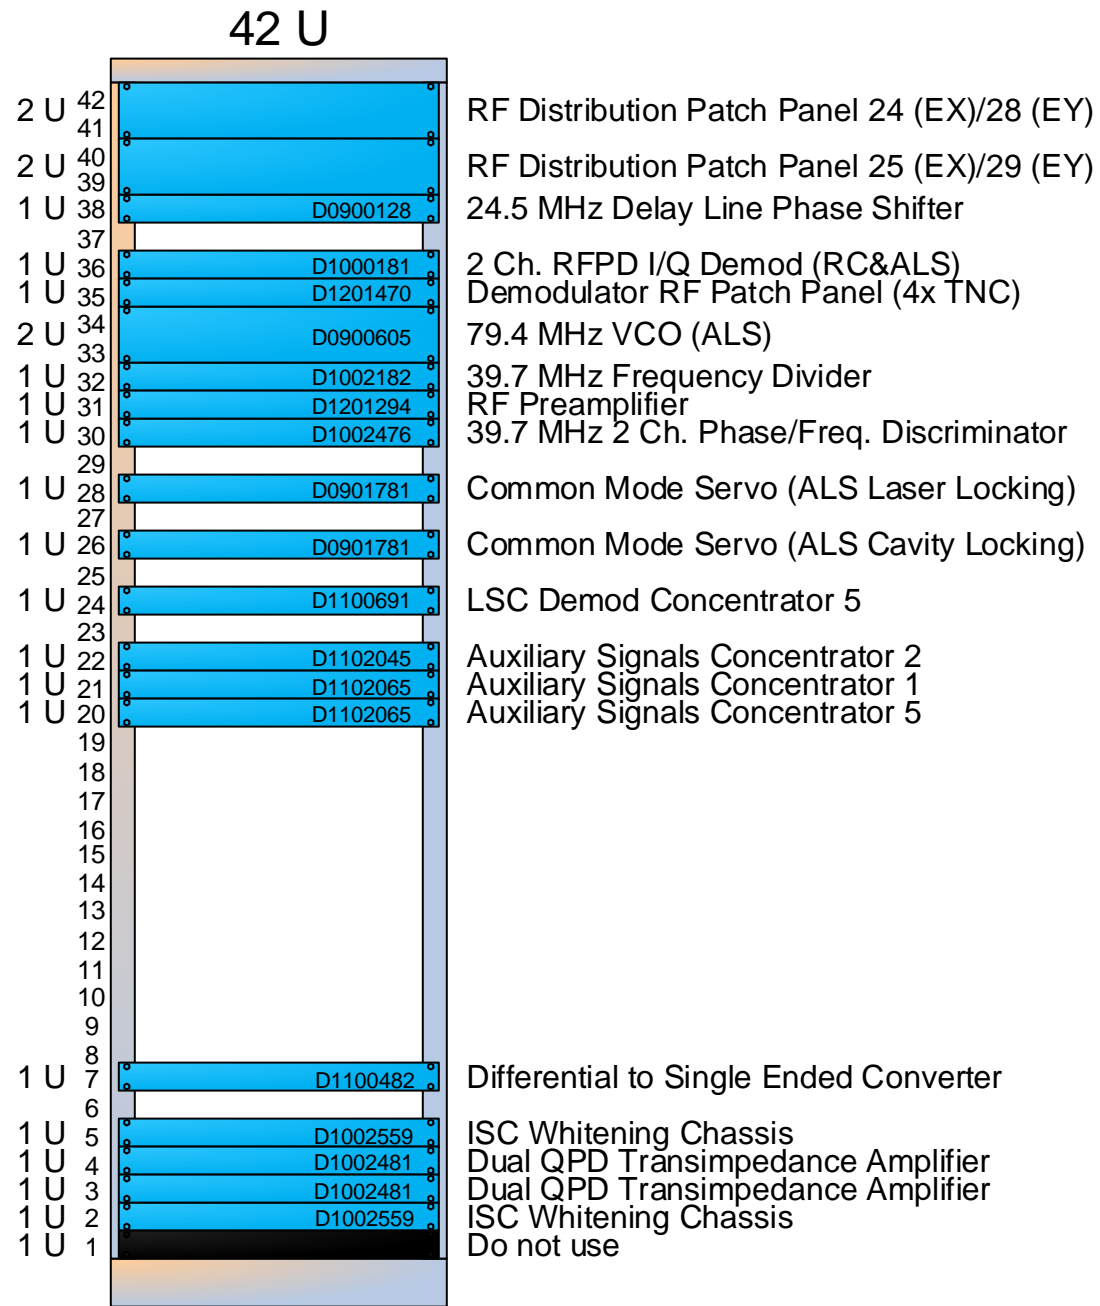 42 U
2 U 42 RF Distribution Patch Panel 24 (EX)/28 (EY)
41
2 U 40 RF Distribution Patch Panel 25 (EX)/29 (EY)
39
1 U 38 D0900128 24.5 MHz Delay Line Phase Shifter
37
1 U 36 D1000181 2 Ch. RFPD I/Q Demod (RC&ALS)
1 U 35 D1201470 Demodulator RF Patch Panel (4x TNC)
2 U 34 D0900605 79.4 MHz VCO (ALS)
33
1 U 32 D1002182 39.7 MHz Frequency Divider
1 U 31 D1201294 RF Preamplifier
1 U 30 D1002476 39.7 MHz 2 Ch. Phase/Freq. Discriminator
29
1 U 28 D0901781 Common Mode Servo (ALS Laser Locking)
27
1 U 26 D0901781 Common Mode Servo (ALS Cavity Locking)
25
1 U 24 D1100691 LSC Demod Concentrator 5
23
1 U 22 D1102045 Auxiliary Signals Concentrator 2
1 U 21 D1102065 Auxiliary Signals Concentrator 1
1 U 20 D1102065 Auxiliary Signals Concentrator 5
19
18
17
16
15
14
13
12
11
10
9
8
1 U 7 D1100482 Differential to Single Ended Converter
6
1 U 5 D1002559 ISC Whitening Chassis
1 U 4 D1002481 Dual QPD Transimpedance Amplifier
1 U 3 D1002481 Dual QPD Transimpedance Amplifier
1 U 2 D1002559 ISC Whitening Chassis
1 U 1 Do not use